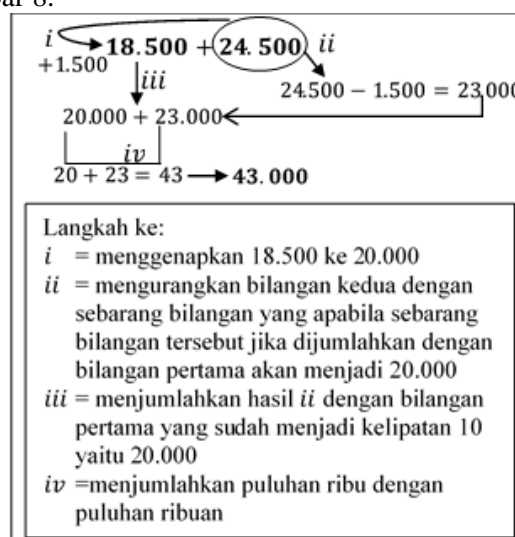 bar 8.
i 18.500 + 24. 500 ii
+1.500 iii
24.500 − 1.500 = 23.000
20.000 + 23.000
iv
20 + 23 = 43 → 43. 000
Langkah ke:
i = menggenapkan 18.500 ke 20.000
ii = mengurangkan bilangan kedua dengan
sebarang bilangan yang apabila sebarang
bilangan tersebut jika dijumlahkan dengan
bilangan pertama akan menjadi 20.000
iii = menjumlahkan hasil ii dengan bilangan
pertama yang sudah menjadi kelipatan 10
yaitu 20.000
iv =menjumlahkan puluhan ribu dengan
puluhan ribuan